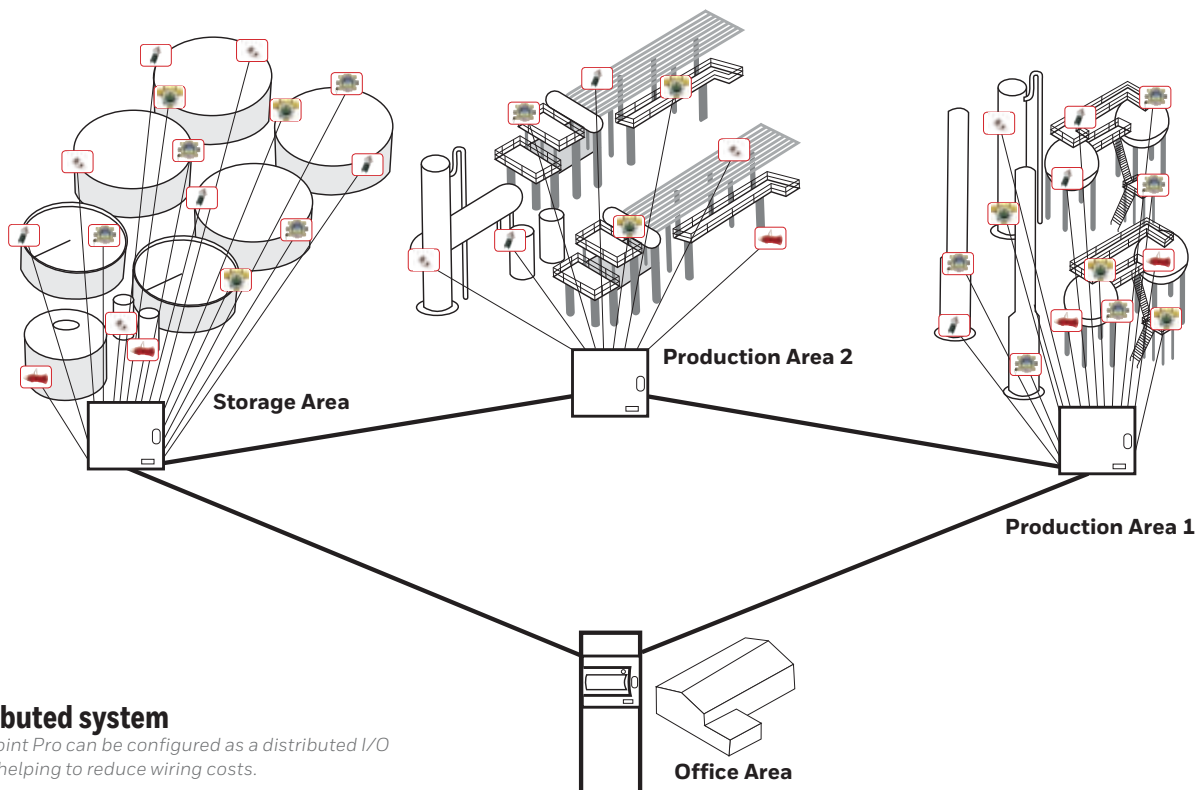 Production Area 2
Storage Area
Production Area 1
buted system
oint Pro can be configured as a distributed I/O
helping to reduce wiring costs.
Office Area